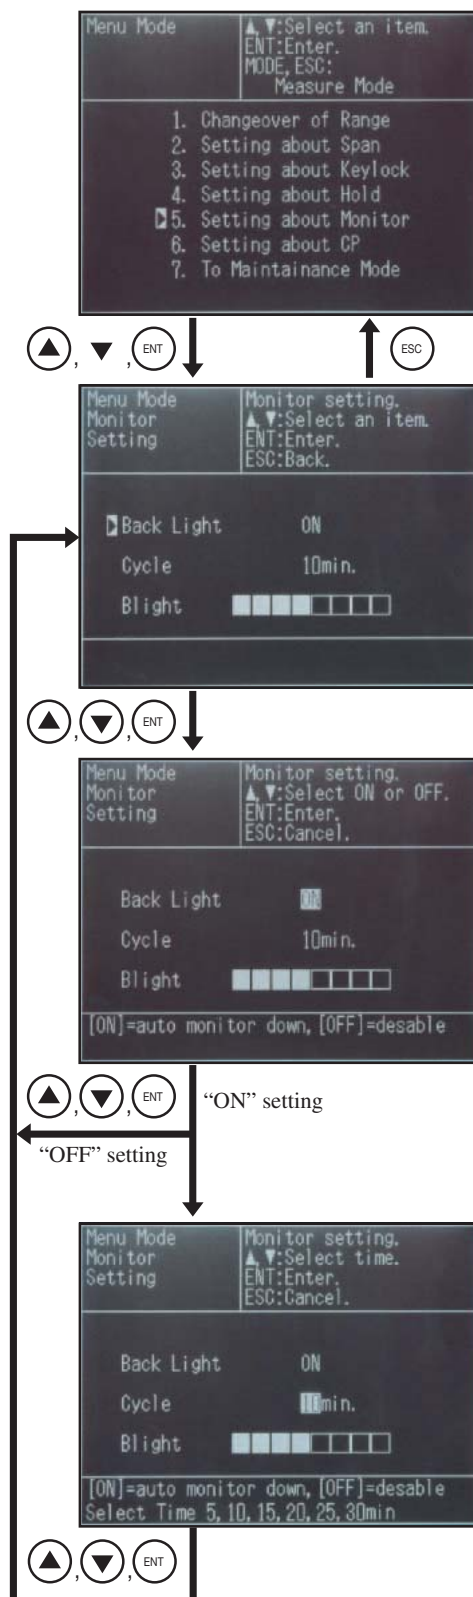 Menu Mode
▲,▼:Select an item.
ENT:Enter.
MODE,ESC:
Measure Mode
1. Changeover of Range
2. Setting about Span
3. Setting about Keylock
4. Setting about Hold
5. Setting about Monitor
6. Setting about CP
7. To Maintainance Mode
▲, ▼, ENT
ESC
Menu Mode
Monitor
Setting
Monitor setting.
▲,▼:Select an item.
ENT:Enter.
ESC:Back.
Back Light ON
Cycle 10min.
Blight
▲, ▼, ENT
Menu Mode
Monitor
Setting
Monitor setting.
▲,▼:Select ON or OFF.
ENT:Enter.
ESC:Cancel.
Back Light ON
Cycle 10min.
Blight
[ON]=auto monitor down,[OFF]=desable
▲, ▼, ENT
“ON” setting
“OFF” setting
Menu Mode
Monitor
Setting
Monitor setting.
▲,▼:Select time.
ENT:Enter.
ESC:Cancel.
Back Light ON
Cycle 10min.
Blight
[ON]=auto monitor down,[OFF]=desable
Select Time 5,10,15,20,25,30min
▲, ▼, ENT